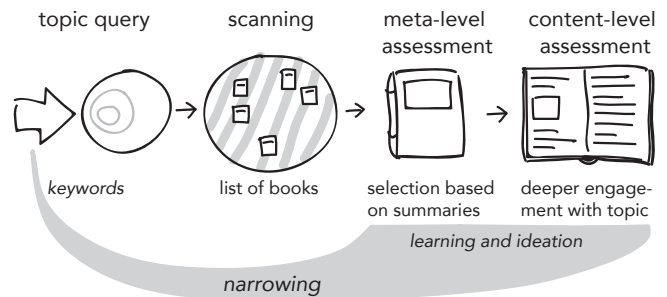 topic query
scanning
meta-level
assessment
content-level
assessment
keywords
list of books
selection based
on summaries
deeper engage-
ment with topic
learning and ideation
narrowing